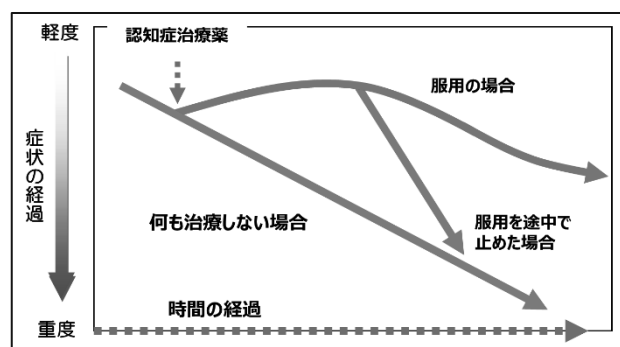 軽度
認知症治療薬
服用の場合
症状の経過
何も治療しない場合
服用を途中で
止めた場合
時間の経過
重度